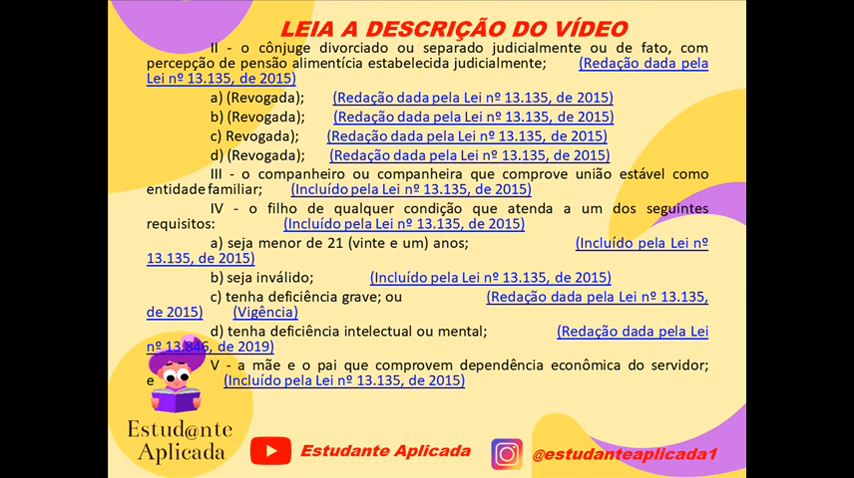 LEIA A DESCRIÇÃO DO VÍDEO
II - o cônjuge divorciado ou separado judicialmente ou de fato, com
percepção de pensão alimentícia estabelecida judicialmente; (Redação dada pela
Lei nº 13.135, de 2015)
a) (Revogada); (Redação dada pela Lei nº 13.135, de 2015)
b) (Revogada); (Redação dada pela Lei nº 13.135, de 2015)
c) Revogada); (Redação dada pela Lei nº 13.135, de 2015)
d) (Revogada); (Redação dada pela Lei nº 13.135, de 2015)
III - o companheiro ou companheira que comprove união estável como
entidade familiar; (Incluído pela Lei nº 13.135, de 2015)
IV - o filho de qualquer condição que atenda a um dos seguintes
requisitos: (Incluído pela Lei nº 13.135, de 2015)
a) seja menor de 21 (vinte e um) anos; (Incluído pela Lei nº
13.135, de 2015)
b) seja inválido; (Incluído pela Lei nº 13.135, de 2015)
c) tenha deficiência grave; ou (Redação dada pela Lei nº 13.135,
de 2015) (Vigência)
d) tenha deficiência intelectual ou mental; (Redação dada pela Lei
nº 13.846, de 2019)
V - a mãe e o pai que comprovem dependência econômica do servidor;
e (Incluído pela Lei nº 13.135, de 2015)
Estud@nte
Aplicada
Estudante Aplicada
@estudanteaplicada1